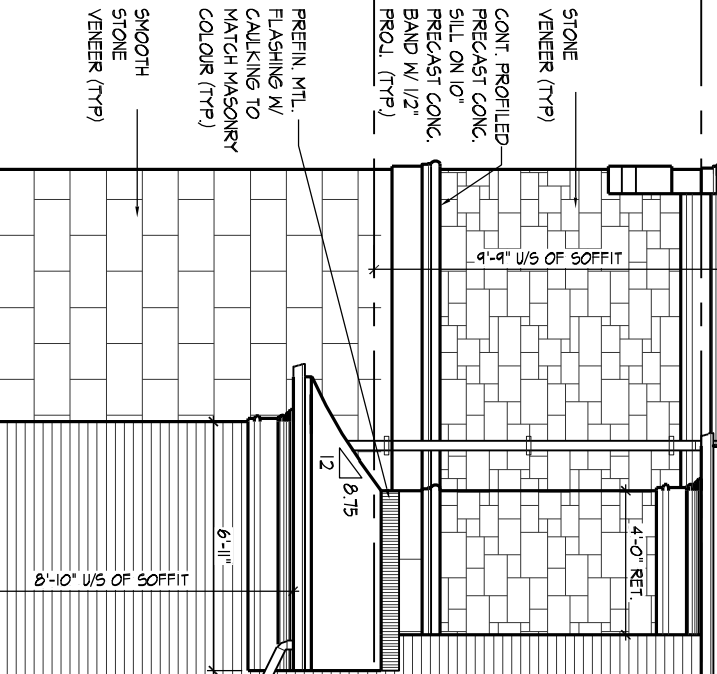 STONE
VENEER (TYP)
CONT. PROFILED
PRECAST CONC.
SILL ON 10"
PRECAST CONC.
BAND W/ 1/2"
PROJ. (TYP.)
PREFIN. MTL.
FLASHING W/
CAULKING TO
MATCH MASONRY
COLOUR (TYP.)
SMOOTH
STONE
VENEER (TYP)
9'-9" U/S OF SOFFIT
4'-0" RET.
8.75
12
6'-11"
8'-10" U/S OF SOFFIT